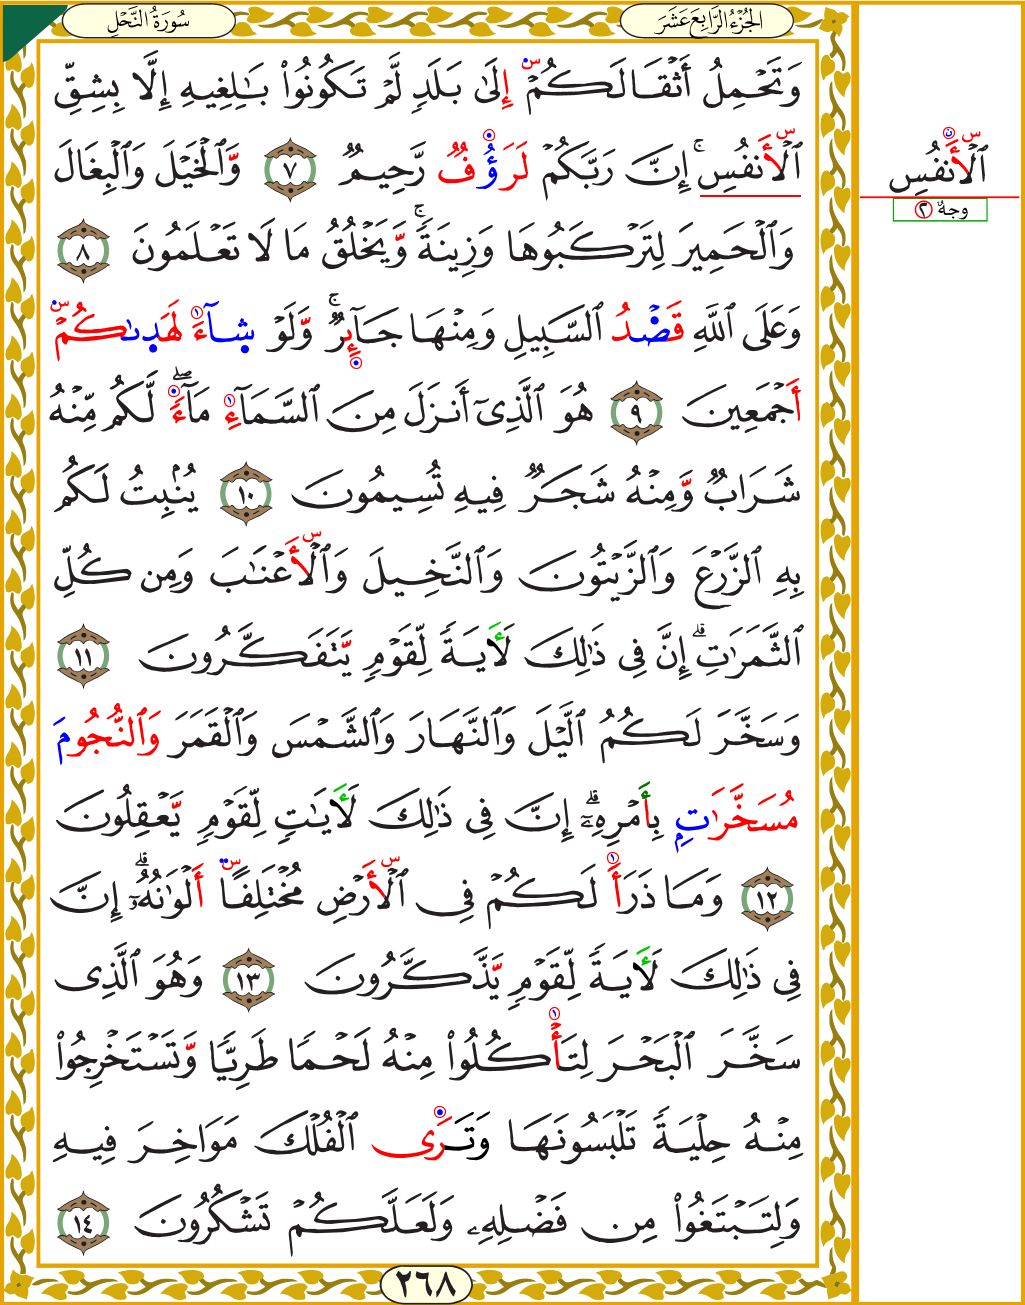 سُورَةُ النَّحْلِ
الجُزْءُ الرَّابِعَ عَشَرَ
وَتَحْمِلُ أَثْقَالَكُمْ إِلَىٰ بَلَدٍ لَّمْ تَكُونُوا۟ بَـٰلِغِيهِ إِلَّا بِشِقِّ
ٱلْأَنفُسِ ۚ إِنَّ رَبَّكُمْ لَرَؤُفٌ رَّحِيمٌ ٧ وَٱلْخَيْلَ وَٱلْبِغَالَ
وَٱلْحَمِيرَ لِتَرْكَبُوهَا وَزِينَةً ۚ وَيَخْلُقُ مَا لَا تَعْلَمُونَ ٨
وَعَلَى ٱللَّهِ قَصْدُ ٱلسَّبِيلِ وَمِنْهَا جَآئِرٌ ۚ وَلَوْ شَآءَ لَهَدَىٰكُمْ
أَجْمَعِينَ ٩ هُوَ ٱلَّذِىٓ أَنزَلَ مِنَ ٱلسَّمَآءِ مَآءً ۖ لَّكُم مِّنْهُ
شَرَابٌ وَمِنْهُ شَجَرٌ فِيهِ تُسِيمُونَ ١٠ يُنۢبِتُ لَكُم
بِهِ ٱلزَّرْعَ وَٱلزَّيْتُونَ وَٱلنَّخِيلَ وَٱلْأَعْنَـٰبَ وَمِن كُلِّ
ٱلثَّمَرَٰتِ ۗ إِنَّ فِى ذَٰلِكَ لَأَيَةً لِّقَوْمٍ يَتَفَكَّرُونَ ١١
وَسَخَّرَ لَكُمُ ٱلَّيْلَ وَٱلنَّهَارَ وَٱلشَّمْسَ وَٱلْقَمَرَ وَٱلنُّجُومَ
مُسَخَّرَٰتٍۭ بِأَمْرِهِۦٓ ۗ إِنَّ فِى ذَٰلِكَ لَأَيَـٰتٍ لِّقَوْمٍ يَعْقِلُونَ
١٢ وَمَا ذَرَأَ لَكُمْ فِى ٱلْأَرْضِ مُخْتَلِفًا أَلْوَٰنُهُۥٓ ۗ إِنَّ
فِى ذَٰلِكَ لَأَيَةً لِّقَوْمٍ يَذَّكَّرُونَ ١٣ وَهُوَ ٱلَّذِى
سَخَّرَ ٱلْبَحْرَ لِتَأْكُلُوا۟ مِنْهُ لَحْمًا طَرِيًّا وَتَسْتَخْرِجُوا۟
مِنْهُ حِلْيَةً تَلْبَسُونَهَا وَتَرَى ٱلْفُلْكَ مَوَاخِرَ فِيهِ
وَلِتَبْتَغُوا۟ مِن فَضْلِهِۦ وَلَعَلَّكُمْ تَشْكُرُونَ ١٤
٢٦٨
ٱلْأَنفُسِ
وجهٌ ٢